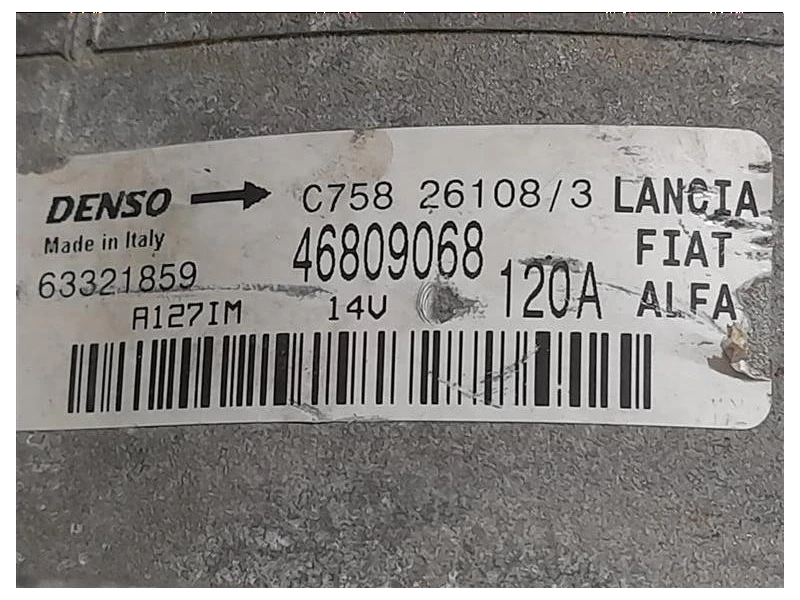 DENSO → C758 26108/3 LANCIA
Made in Italy 46809068 FIAT
63321859 120A ALFA
A127IM 14V